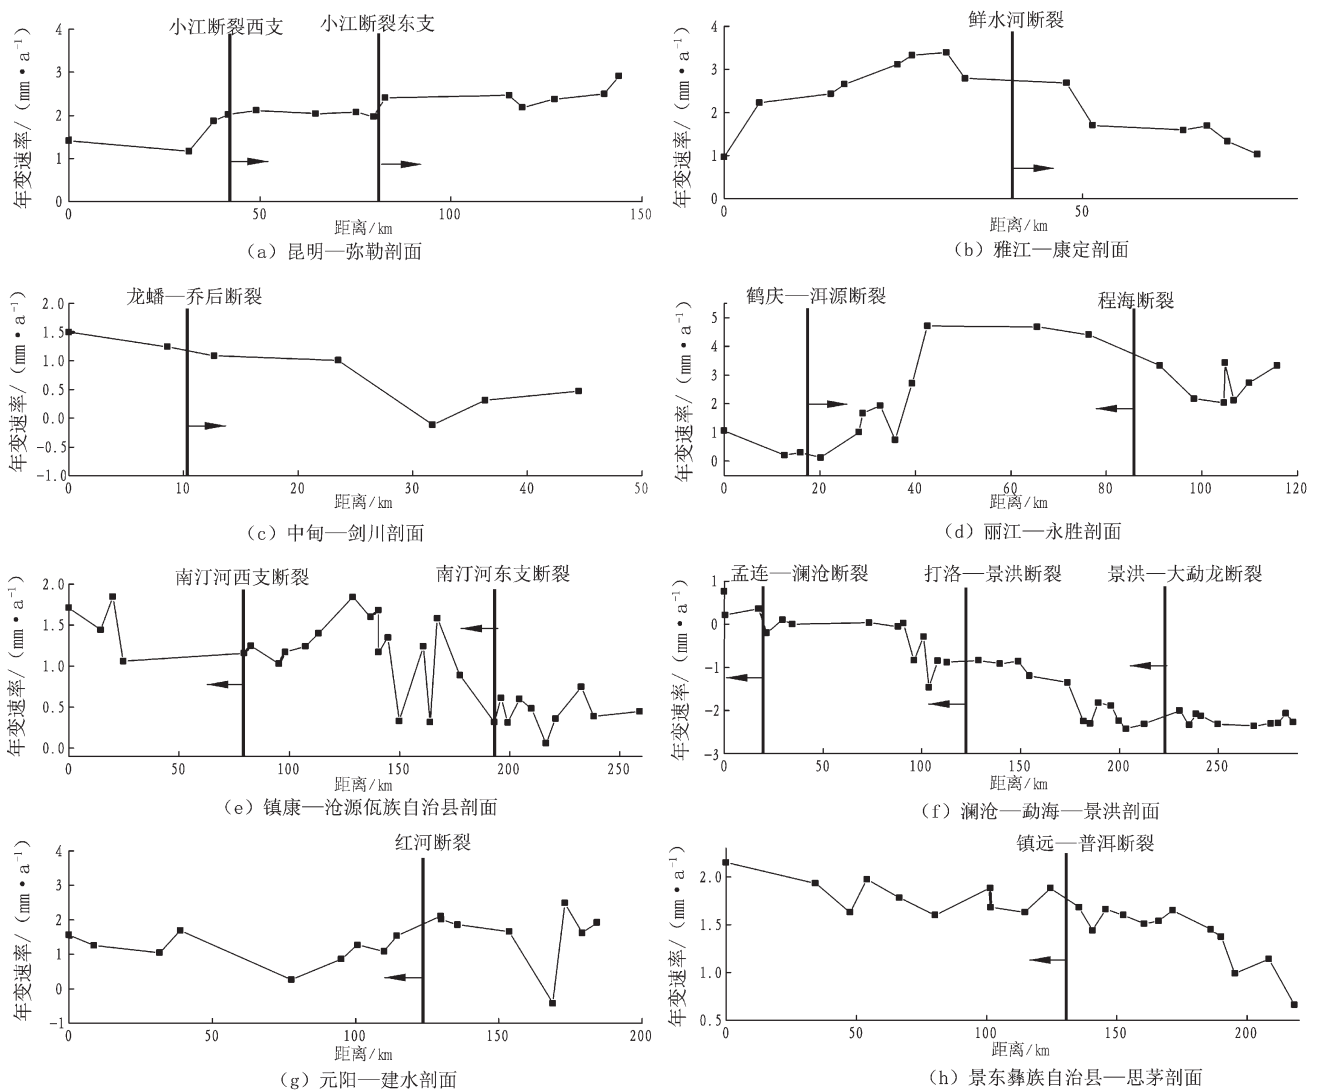 小江断裂西支
小江断裂东支
年变速率/（mm·a⁻¹）
4
3
2
1
0
0
50
100
150
距离/km
（a）昆明—弥勒剖面
鲜水河断裂
年变速率/（mm·a⁻¹）
4
3
2
1
0
0
50
距离/km
（b）雅江—康定剖面
龙蟠—乔后断裂
年变速率/（mm·a⁻¹）
2.0
1.5
1.0
0.5
0.0
−0.5
−1.0
0
10
20
30
40
50
距离/km
（c）中甸—剑川剖面
鹤庆—洱源断裂
程海断裂
年变速率/（mm·a⁻¹）
5
4
3
2
1
0
0
20
40
60
80
100
120
距离/km
（d）丽江—永胜剖面
南汀河西支断裂
南汀河东支断裂
年变速率/（mm·a⁻¹）
2.0
1.5
1.0
0.5
0.0
0
50
100
150
200
250
距离/km
（e）镇康—沧源佤族自治县剖面
孟连—澜沧断裂
打洛—景洪断裂
景洪—大勐龙断裂
年变速率/（mm·a⁻¹）
1
0
−1
−2
−3
0
50
100
150
200
250
距离/km
（f）澜沧—勐海—景洪剖面
红河断裂
年变速率/（mm·a⁻¹）
4
3
2
1
0
−1
0
50
100
150
200
距离/km
（g）元阳—建水剖面
镇远—普洱断裂
年变速率/（mm·a⁻¹）
2.0
1.5
1.0
0.5
0
50
100
150
200
距离/km
（h）景东彝族自治县—思茅剖面